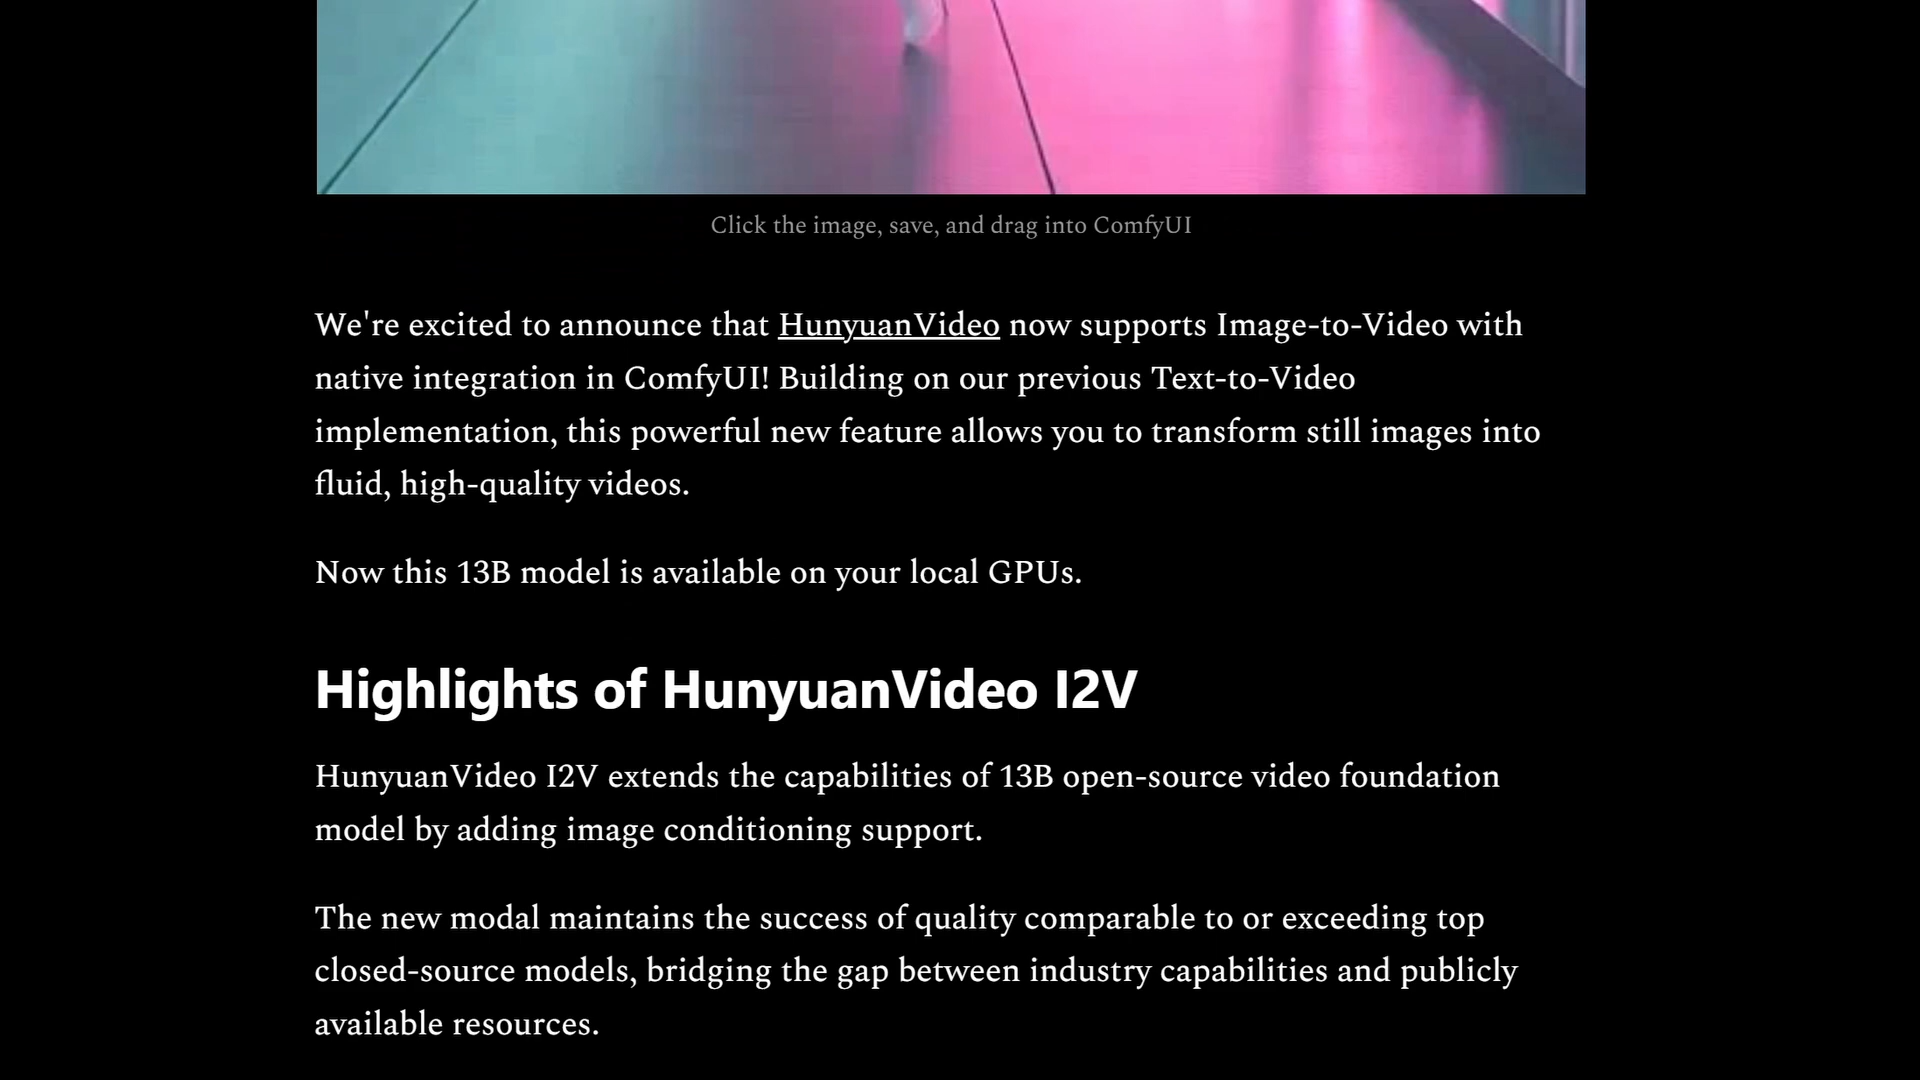 Click the image, save, and drag into ComfyUI
We're excited to announce that HunyuanVideo now supports Image-to-Video with
native integration in ComfyUI! Building on our previous Text-to-Video
implementation, this powerful new feature allows you to transform still images into
fluid, high-quality videos.
Now this 13B model is available on your local GPUs.
Highlights of HunyuanVideo I2V
HunyuanVideo I2V extends the capabilities of 13B open-source video foundation
model by adding image conditioning support.
The new modal maintains the success of quality comparable to or exceeding top
closed-source models, bridging the gap between industry capabilities and publicly
available resources.